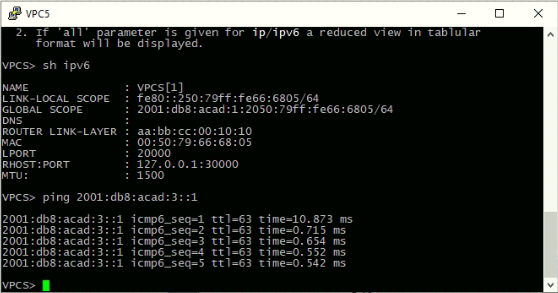 VPC5
2. If 'all' parameter is given for ip/ipv6 a reduced view in tablular
format will be displayed.
VPCS> sh ipv6
NAME : VPCS[1]
LINK-LOCAL SCOPE : fe80::250:79ff:fe66:6805/64
GLOBAL SCOPE : 2001:db8:acad:1:2050:79ff:fe66:6805/64
DNS :
ROUTER LINK-LAYER : aa:bb:cc:00:10:10
MAC : 00:50:79:66:68:05
LPORT : 20000
RHOST:PORT : 127.0.0.1:30000
MTU: : 1500
VPCS> ping 2001:db8:acad:3::1
2001:db8:acad:3::1 icmp6_seq=1 ttl=63 time=10.873 ms
2001:db8:acad:3::1 icmp6_seq=2 ttl=63 time=0.715 ms
2001:db8:acad:3::1 icmp6_seq=3 ttl=63 time=0.654 ms
2001:db8:acad:3::1 icmp6_seq=4 ttl=63 time=0.552 ms
2001:db8:acad:3::1 icmp6_seq=5 ttl=63 time=0.542 ms
VPCS>